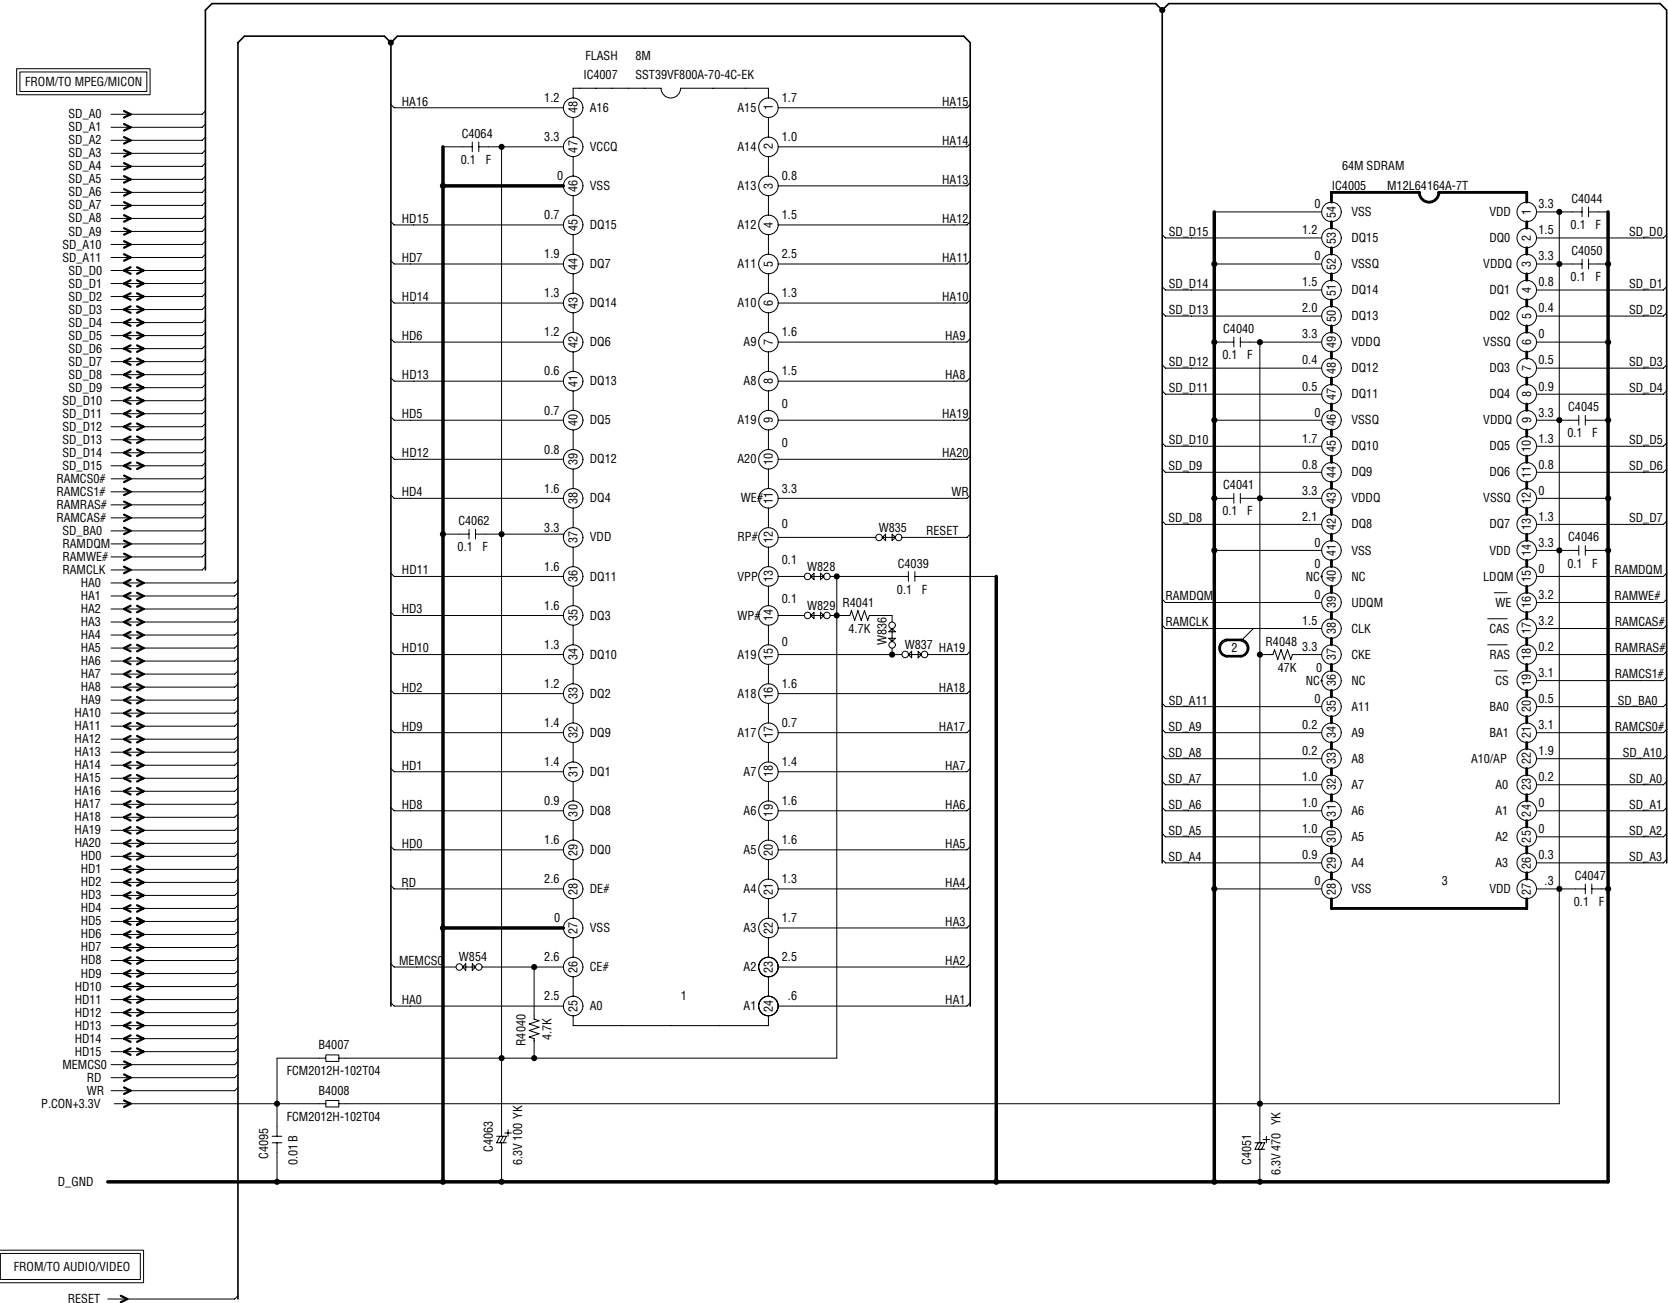 FROM/TO MPEG/MICON
SD_A0
SD_A1
SD_A2
SD_A3
SD_A4
SD_A5
SD_A6
SD_A7
SD_A8
SD_A9
SD_A10
SD_A11
SD_D0
SD_D1
SD_D2
SD_D3
SD_D4
SD_D5
SD_D6
SD_D7
SD_D8
SD_D9
SD_D10
SD_D11
SD_D12
SD_D13
SD_D14
SD_D15
RAMCS0#
RAMCS1#
RAMRAS#
RAMCAS#
SD_BA0
RAMDQM
RAMWE#
RAMCLK
HA0
HA1
HA2
HA3
HA4
HA5
HA6
HA7
HA8
HA9
HA10
HA11
HA12
HA13
HA14
HA15
HA16
HA17
HA18
HA19
HA20
HD0
HD1
HD2
HD3
HD4
HD5
HD6
HD7
HD8
HD9
HD10
HD11
HD12
HD13
HD14
HD15
MEMCS0
RD
WR
P.CON+3.3V
D_GND
FROM/TO AUDIO/VIDEO
RESET
FLASH 8M
IC4007 SST39VF800A-70-4C-EK
HA16 1.2 48 A16 A15 1 1.7 HA15
C4064 0.1 F 3.3 47 VCCQ A14 2 1.0 HA14
0 46 VSS A13 3 0.8 HA13
HD15 0.7 45 DQ15 A12 4 1.5 HA12
HD7 1.9 44 DQ7 A11 5 2.5 HA11
HD14 1.3 43 DQ14 A10 6 1.3 HA10
HD6 1.2 42 DQ6 A9 7 1.6 HA9
HD13 0.6 41 DQ13 A8 8 1.5 HA8
HD5 0.7 40 DQ5 A19 9 0 HA19
HD12 0.8 39 DQ12 A20 10 0 HA20
HD4 1.6 38 DQ4 WE# 11 3.3 WR
C4062 0.1 F 3.3 37 VDD RP# 12 0 W835 RESET
HD11 1.6 36 DQ11 VPP 13 0.1 W828 C4039 0.1 F
HD3 1.6 35 DQ3 WP# 14 0.1 W829 R4041 4.7K W836
HD10 1.3 34 DQ10 A19 15 0 W837 HA19
HD2 1.2 33 DQ2 A18 16 1.6 HA18
HD9 1.4 32 DQ9 A17 17 0.7 HA17
HD1 1.4 31 DQ1 A7 18 1.4 HA7
HD8 0.9 30 DQ8 A6 19 1.6 HA6
HD0 1.6 29 DQ0 A5 20 1.6 HA5
RD 2.6 28 DE# A4 21 1.3 HA4
0 27 VSS A3 22 1.7 HA3
MEMCS0 W854 2.6 26 CE# A2 23 2.5 HA2
HA0 2.5 25 A0 1 A1 24 .6 HA1
R4040 4.7K
B4007
FCM2012H-102T04
B4008
FCM2012H-102T04
C4095 0.01 B
C4063 6.3V 100 YK
64M SDRAM
IC4005 M12L64164A-7T
0 54 VSS VDD 1 3.3 C4044 0.1 F
SD_D15 1.2 53 DQ15 DQ0 2 1.5 SD_D0
0 52 VSSQ VDDQ 3 3.3 C4050 0.1 F
SD_D14 1.5 51 DQ14 DQ1 4 0.8 SD_D1
SD_D13 2.0 50 DQ13 DQ2 5 0.4 SD_D2
C4040 0.1 F 3.3 49 VDDQ VSSQ 6 0
SD_D12 0.4 48 DQ12 DQ3 7 0.5 SD_D3
SD_D11 0.5 47 DQ11 DQ4 8 0.9 SD_D4
0 46 VSSQ VDDQ 9 3.3 C4045 0.1 F
SD_D10 1.7 45 DQ10 DQ5 10 1.3 SD_D5
SD_D9 0.8 44 DQ9 DQ6 11 0.8 SD_D6
C4041 0.1 F 3.3 43 VDDQ VSSQ 12 0
SD_D8 2.1 42 DQ8 DQ7 13 1.3 SD_D7
0 41 VSS VDD 14 3.3 C4046 0.1 F
0 NC 40 NC LDQM 15 0 RAMDQM
RAMDQM 0 39 UDQM WE 16 3.2 RAMWE#
RAMCLK 1.5 38 CLK CAS 17 3.2 RAMCAS#
2 R4048 47K 3.3 37 CKE RAS 18 0.2 RAMRAS#
0 NC 36 NC CS 19 3.1 RAMCS1#
SD_A11 0 35 A11 BA0 20 0.5 SD_BA0
SD_A9 0.2 34 A9 BA1 21 3.1 RAMCS0#
SD_A8 0.2 33 A8 A10/AP 22 1.9 SD_A10
SD_A7 1.0 32 A7 A0 23 0.2 SD_A0
SD_A6 1.0 31 A6 A1 24 0 SD_A1
SD_A5 1.0 30 A5 A2 25 0 SD_A2
SD_A4 0.9 29 A4 A3 26 0.3 SD_A3
0 28 VSS 3 VDD 27 .3 C4047 0.1 F
C4051 6.3V 470 YK